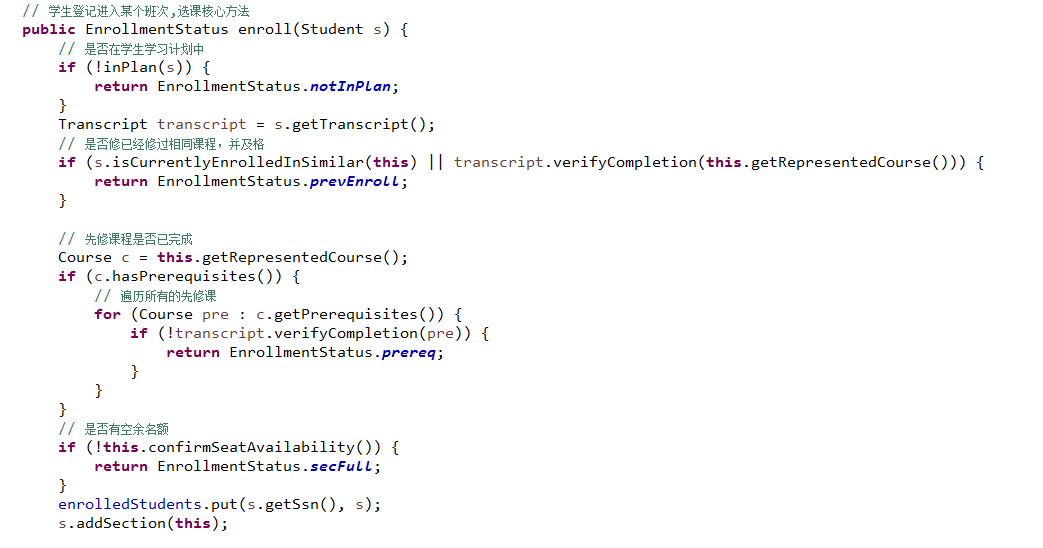 // 学生登记进入某个班次,选课核心方法
public EnrollmentStatus enroll(Student s) {
    // 是否在学生学习计划中
    if (!inPlan(s)) {
        return EnrollmentStatus.notInPlan;
    }
    Transcript transcript = s.getTranscript();
    // 是否修已经修过相同课程，并及格
    if (s.isCurrentlyEnrolledInSimilar(this) || transcript.verifyCompletion(this.getRepresentedCourse())) {
        return EnrollmentStatus.prevEnroll;
    }

    // 先修课程是否已完成
    Course c = this.getRepresentedCourse();
    if (c.hasPrerequisites()) {
        // 遍历所有的先修课
        for (Course pre : c.getPrerequisites()) {
            if (!transcript.verifyCompletion(pre)) {
                return EnrollmentStatus.prereq;
            }
        }
    }
    // 是否有空余名额
    if (!this.confirmSeatAvailability()) {
        return EnrollmentStatus.secFull;
    }
    enrolledStudents.put(s.getSsn(), s);
    s.addSection(this);